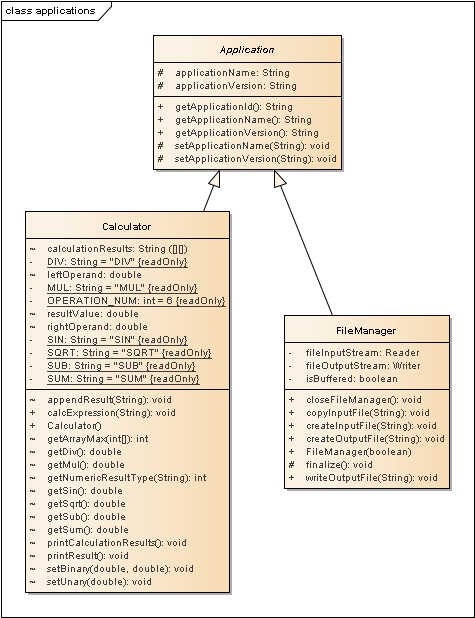 class applications
Application
# applicationName: String
# applicationVersion: String
+ getApplicationId(): String
+ getApplicationName(): String
+ getApplicationVersion(): String
# setApplicationName(String): void
# setApplicationVersion(String): void
Calculator
~ calculationResults: String ([][])
- DIV: String = "DIV" {readOnly}
~ leftOperand: double
- MUL: String = "MUL" {readOnly}
- OPERATION_NUM: int = 6 {readOnly}
~ resultValue: double
~ rightOperand: double
- SIN: String = "SIN" {readOnly}
- SQRT: String = "SQRT" {readOnly}
- SUB: String = "SUB" {readOnly}
- SUM: String = "SUM" {readOnly}
~ appendResult(String): void
+ calcExpression(String): void
+ Calculator()
~ getArrayMax(int[]): int
~ getDiv(): double
~ getMul(): double
~ getNumericResultType(String): int
~ getSin(): double
~ getSqrt(): double
~ getSub(): double
~ getSum(): double
~ printCalculationResults(): void
~ printResult(): void
~ setBinary(double, double): void
~ setUnary(double): void
FileManager
- fileInputStream: Reader
- fileOutputStream: Writer
- isBuffered: boolean
+ closeFileManager(): void
+ copyInputFile(String): void
+ createInputFile(String): void
+ createOutputFile(String): void
+ FileManager(boolean)
# finalize(): void
+ writeOutputFile(String): void